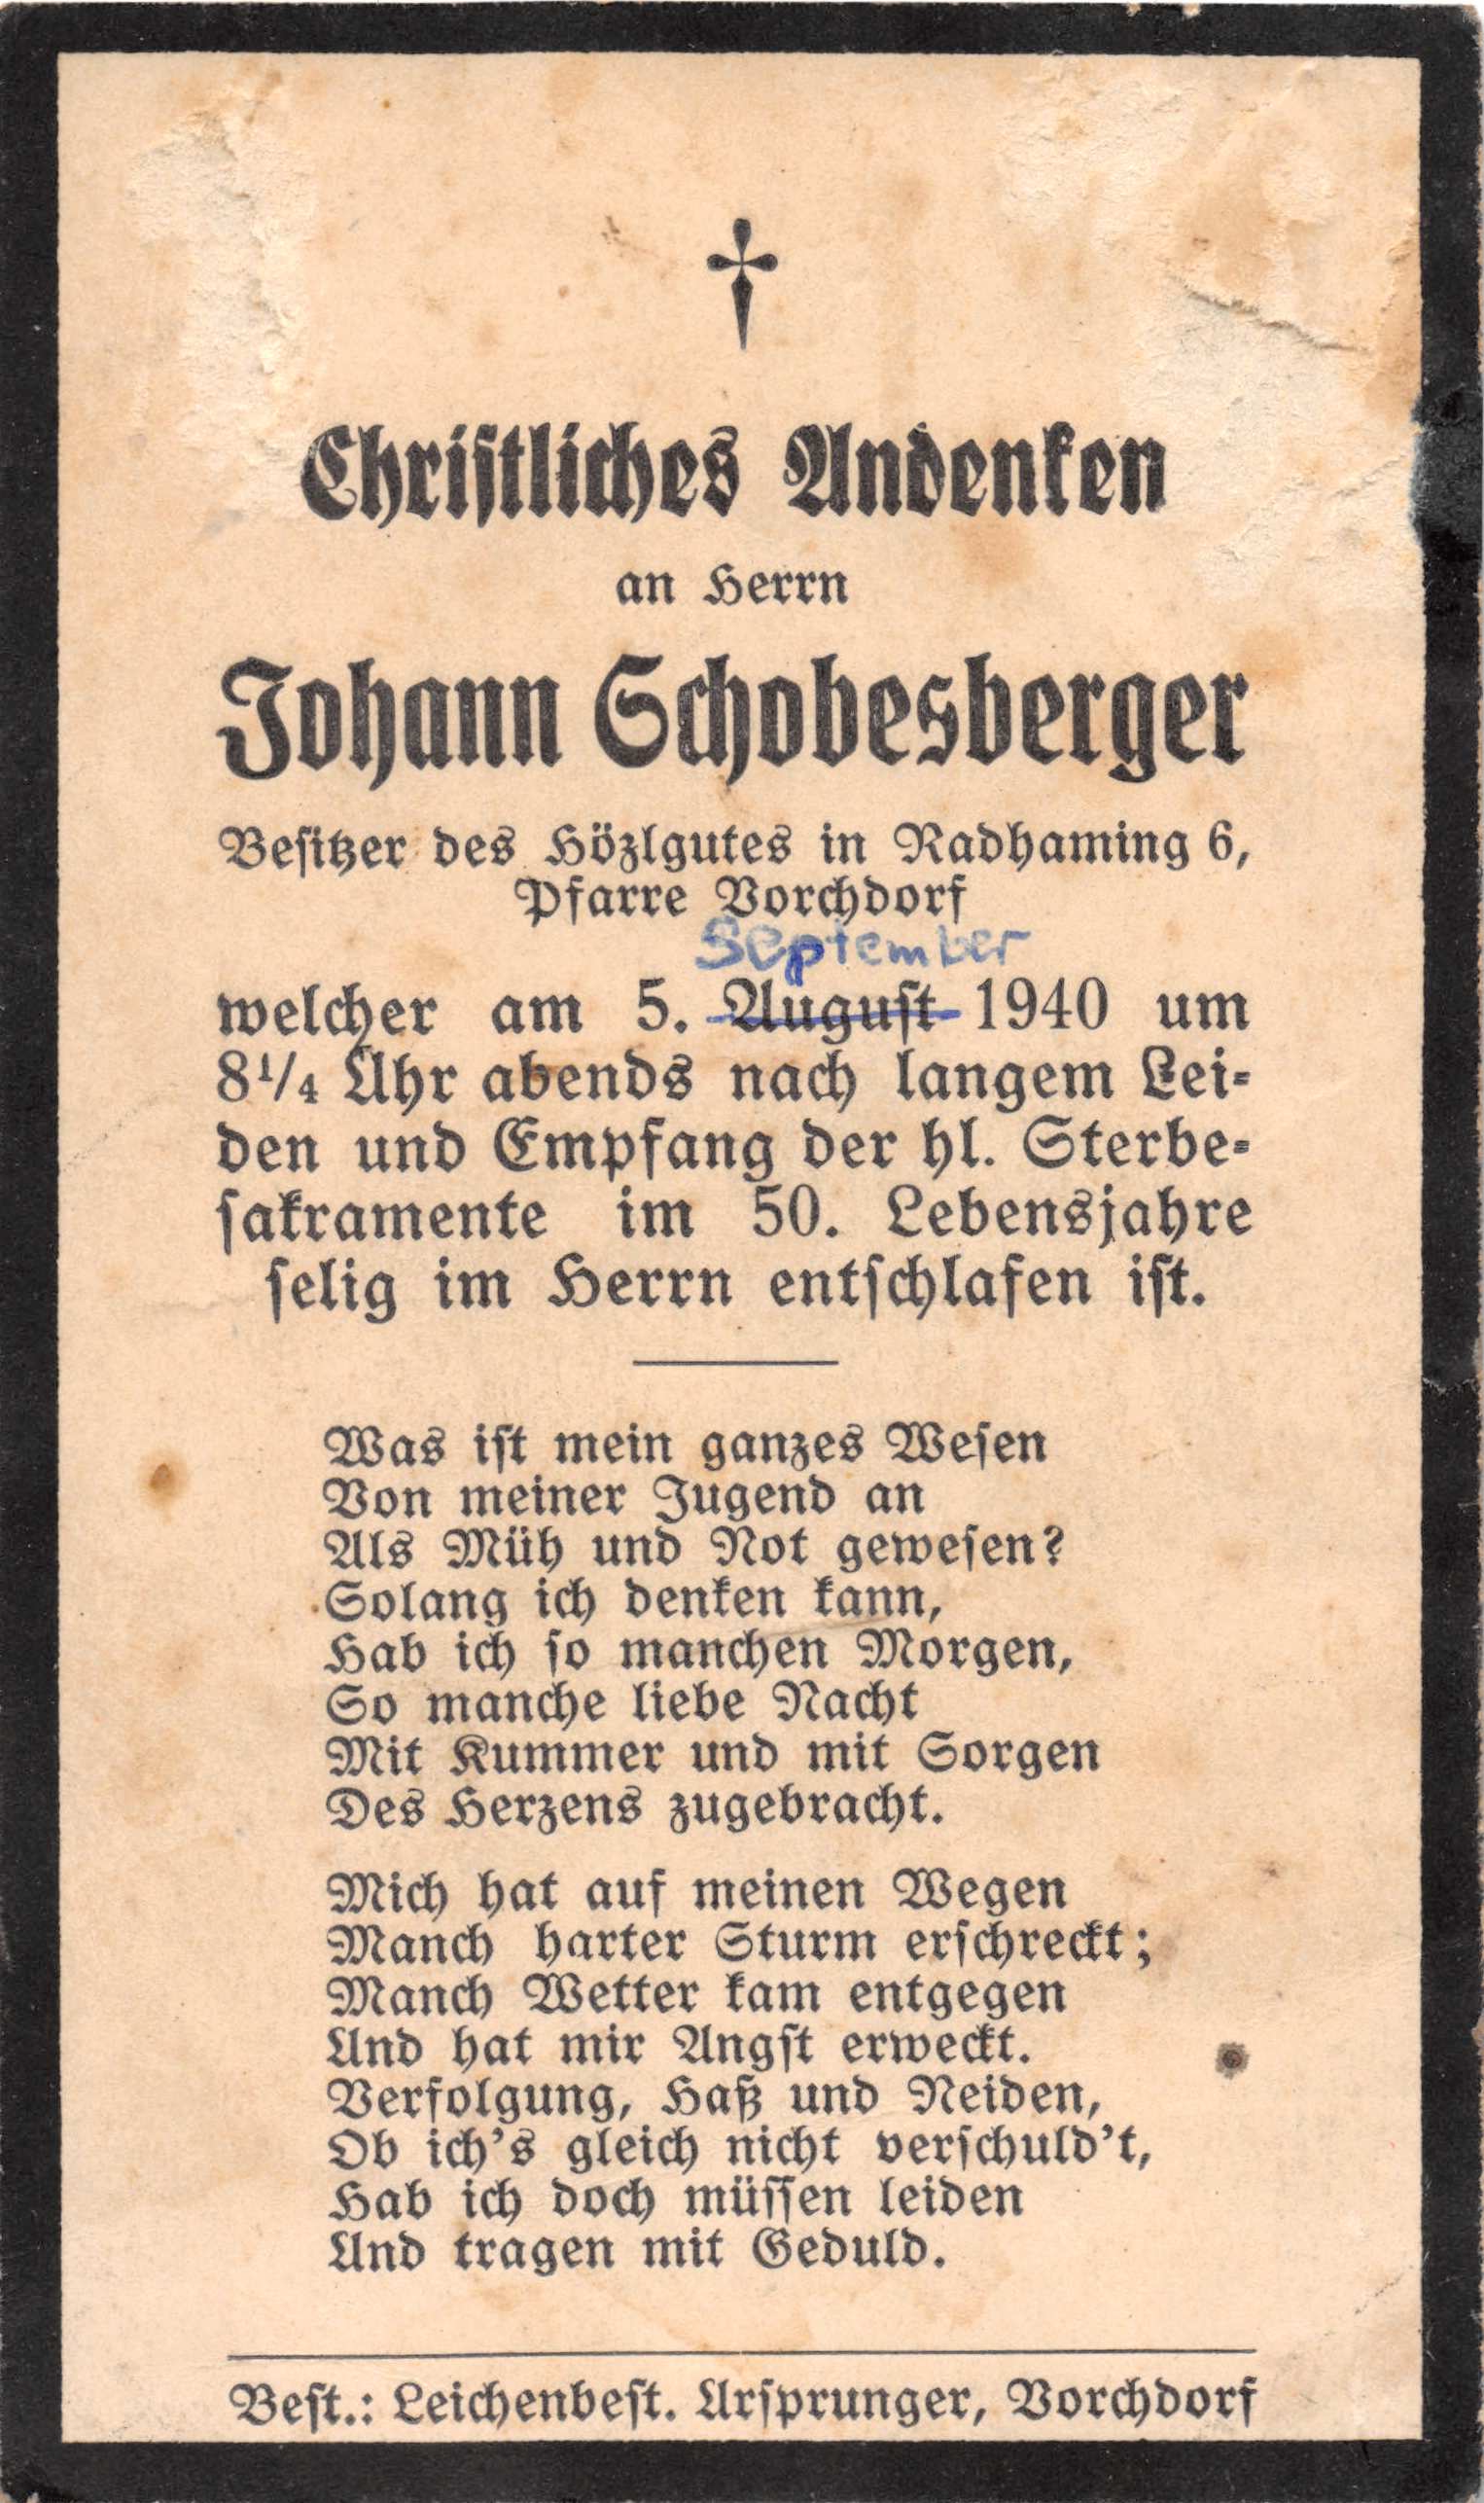 Christliches Andenken
an Herrn
Johann Schobesberger
Besitzer des Hözlgutes in Radhaming 6,
Pfarre Vorchdorf
September
welcher am 5. August 1940 um
8 1/4 Uhr abends nach langem Lei-
den und Empfang der hl. Sterbe-
sakramente im 50. Lebensjahre
selig im Herrn entschlafen ist.
Was ist mein ganzes Wesen
Von meiner Jugend an
Als Müh und Not gewesen?
Solang ich denken kann,
Hab ich so manchen Morgen,
So manche liebe Nacht
Mit Kummer und mit Sorgen
Des Herzens zugebracht.
Mich hat auf meinen Wegen
Manch harter Sturm erschreckt;
Manch Wetter kam entgegen
Und hat mir Angst erweckt.
Verfolgung, Haß und Neiden,
Ob ich's gleich nicht verschuld't,
Hab ich doch müssen leiden
Und tragen mit Geduld.
Best.: Leichenbest. Ursprunger, Vorchdorf